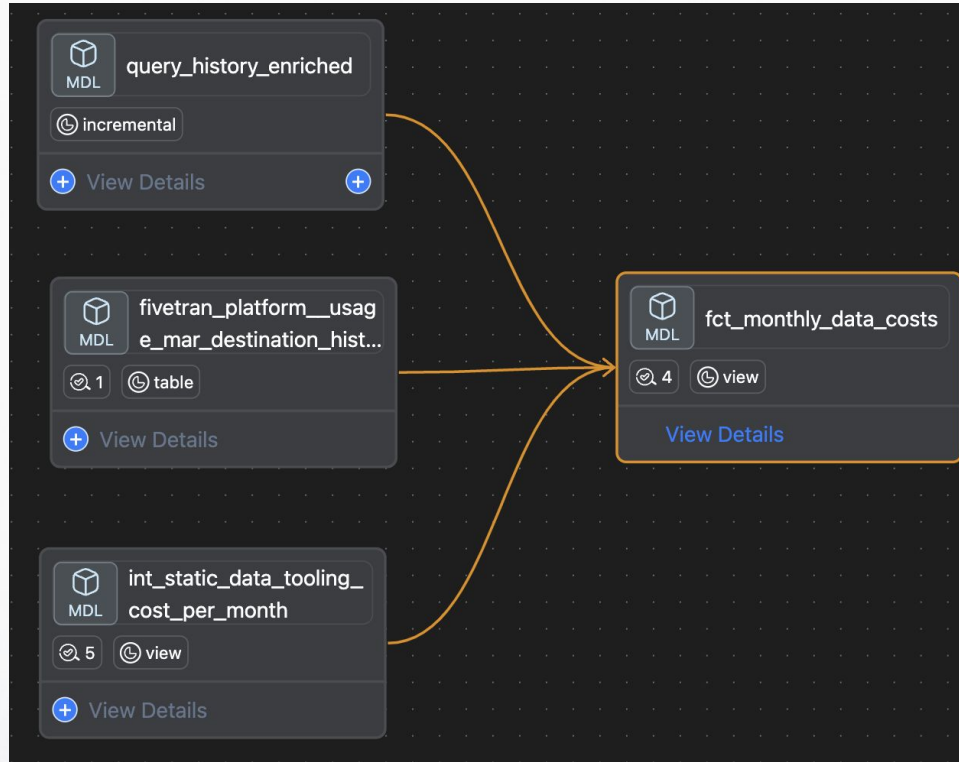 MDL
query_history_enriched
incremental
View Details
MDL
fivetran_platform__usag
e_mar_destination_hist...
1
table
View Details
MDL
int_static_data_tooling_
cost_per_month
5
view
View Details
MDL
fct_monthly_data_costs
4
view
View Details